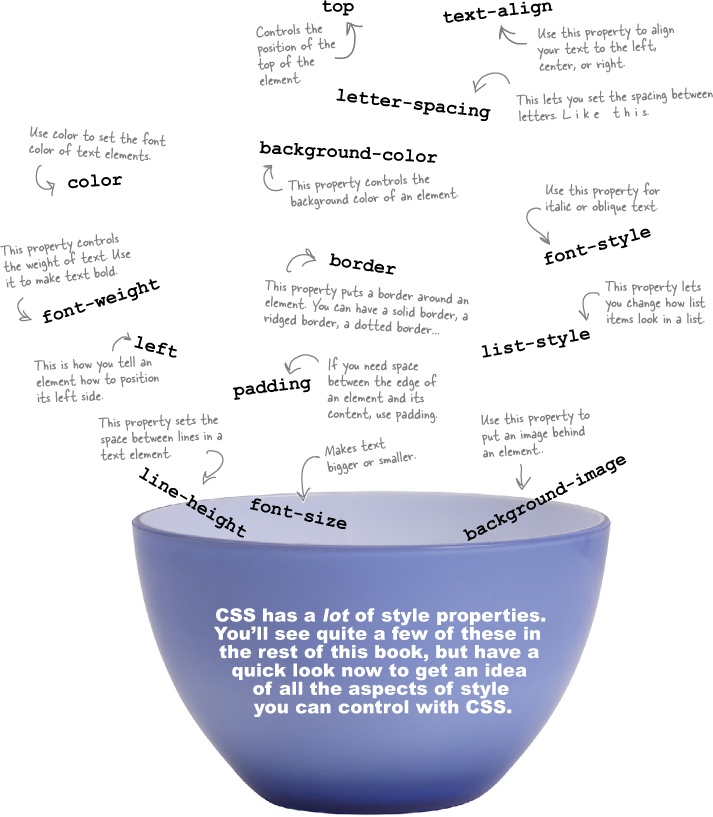 top
Controls the
position of the
top of the
element.
text-align
Use this property to align
your text to the left,
center, or right.
letter-spacing
This lets you set the spacing between
letters. L i k e   t h i s.
Use color to set the font
color of text elements.
color
background-color
This property controls the
background color of an element.
Use this property for
italic or oblique text.
font-style
This property controls
the weight of text. Use
it to make text bold.
font-weight
border
This property puts a border around an
element. You can have a solid border, a
ridged border, a dotted border...
This property lets
you change how list
items look in a list.
list-style
left
This is how you tell an
element how to position
its left side.
padding
If you need space
between the edge of
an element and its
content, use padding.
This property sets the
space between lines in a
text element.
line-height
Makes text
bigger or smaller.
font-size
Use this property to
put an image behind
an element..
background-image
CSS has a lot of style properties.
You'll see quite a few of these in
the rest of this book, but have a
quick look now to get an idea
of all the aspects of style
you can control with CSS.